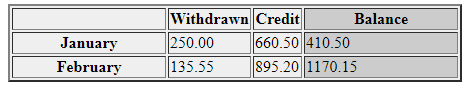 Withdrawn Credit Balance
January 250.00 660.50 410.50
February 135.55 895.20 1170.15